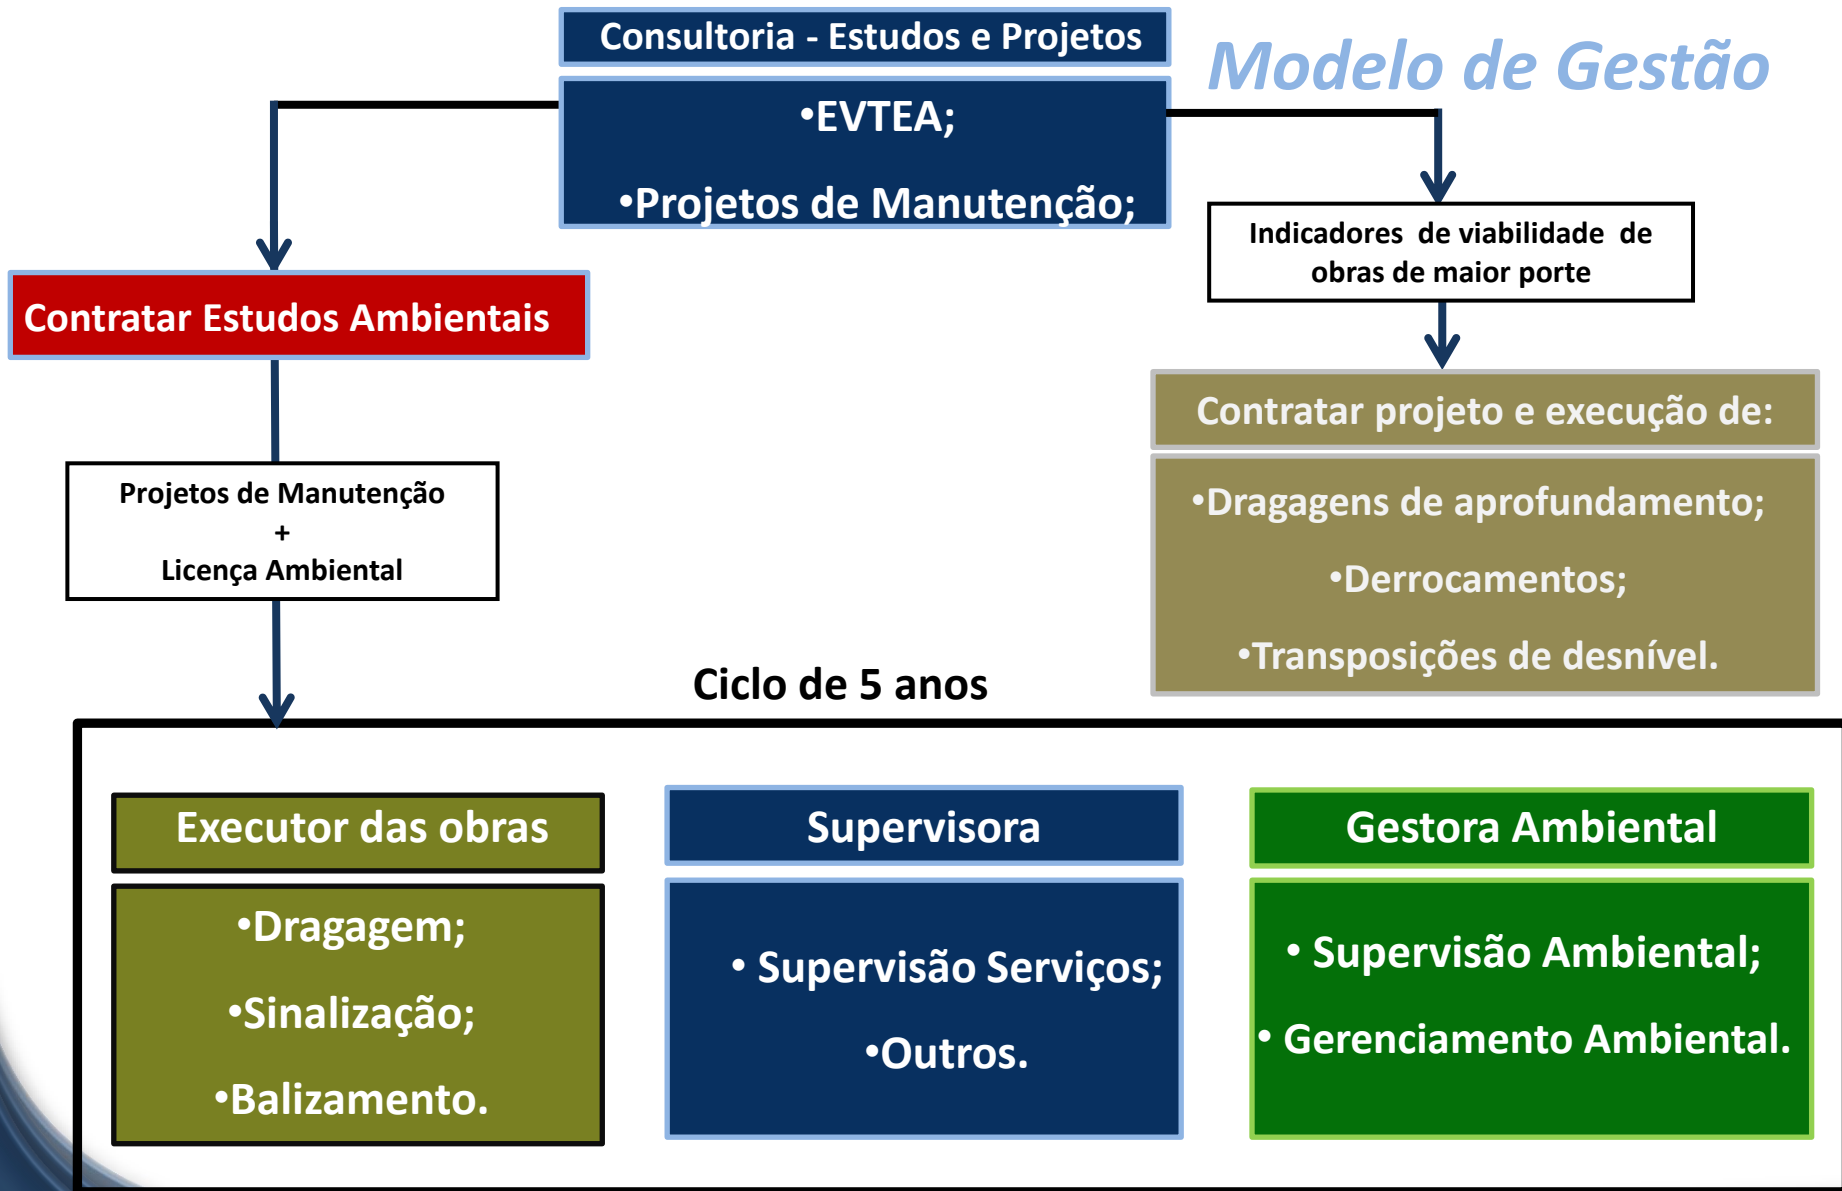 Consultoria - Estudos e Projetos
Modelo de Gestão
•EVTEA;
•Projetos de Manutenção;
Indicadores de viabilidade de
obras de maior porte
Contratar Estudos Ambientais
Contratar projeto e execução de:
•Dragagens de aprofundamento;
•Derrocamentos;
•Transposições de desnível.
Projetos de Manutenção
+
Licença Ambiental
Ciclo de 5 anos
Executor das obras
•Dragagem;
•Sinalização;
•Balizamento.
Supervisora
• Supervisão Serviços;
•Outros.
Gestora Ambiental
• Supervisão Ambiental;
• Gerenciamento Ambiental.